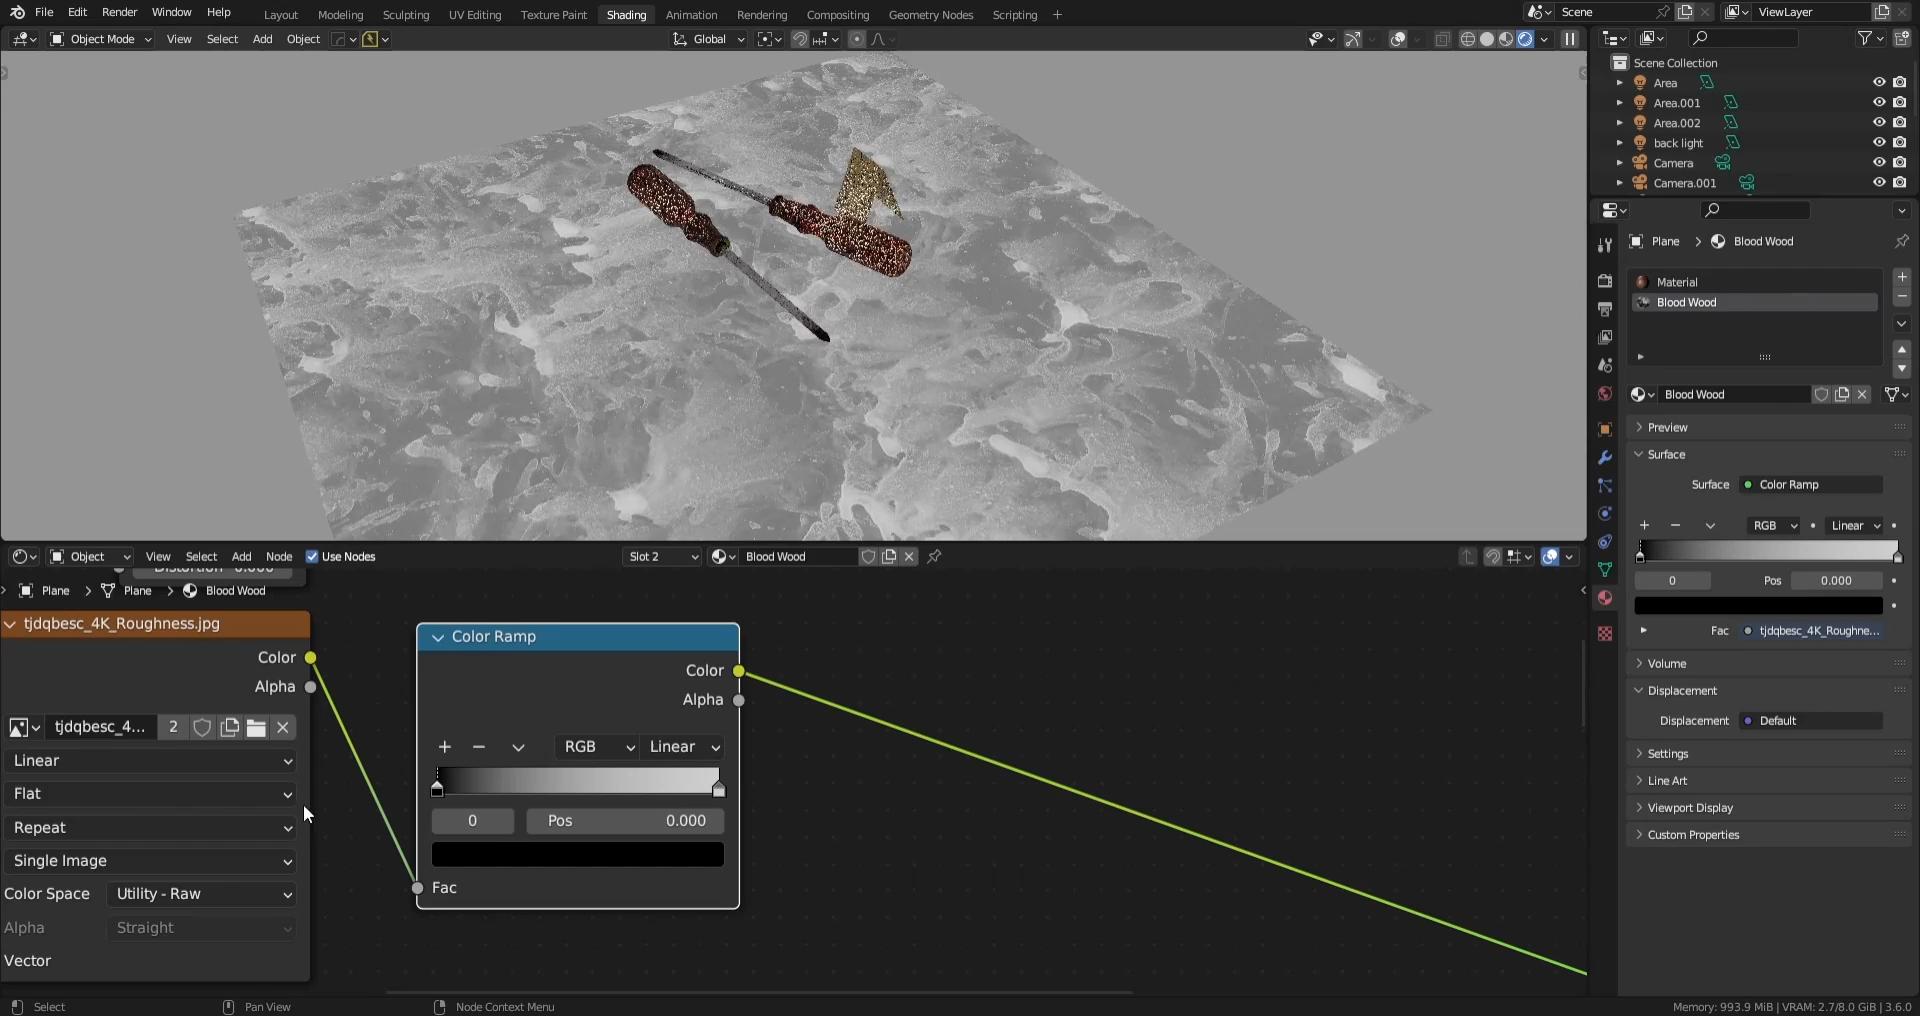 File Edit Render Window Help Layout Modeling Sculpting UV Editing Texture Paint Shading Animation Rendering Compositing Geometry Nodes Scripting + Scene ViewLayer
Object Mode View Select Add Object Global
Scene Collection
Area
Area.001
Area.002
back light
Camera
Camera.001
Plane > Blood Wood
Material
Blood Wood
Blood Wood
Preview
Surface
Surface Color Ramp
RGB Linear
0 Pos 0.000
Fac tjdqbesc_4K_Roughne...
Volume
Displacement
Displacement Default
Settings
Line Art
Viewport Display
Custom Properties
Object View Select Add Node Use Nodes Slot 2 Blood Wood
Distortion 0.000
Plane > Plane > Blood Wood
tjdqbesc_4K_Roughness.jpg
Color
Alpha
tjdqbesc_4... 2
Linear
Flat
Repeat
Single Image
Color Space Utility - Raw
Alpha Straight
Vector
Color Ramp
Color
Alpha
RGB Linear
0 Pos 0.000
Fac
Select Pan View Node Context Menu Memory: 993.9 MiB | VRAM: 2.7/8.0 GiB | 3.6.0